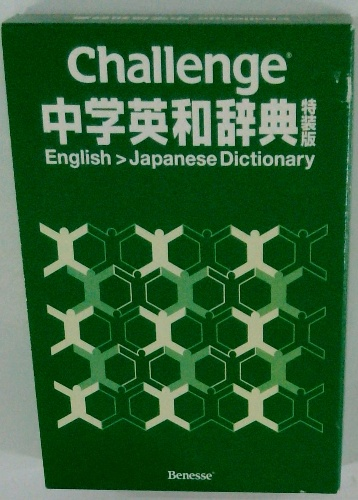 Challenge®
中学英和辞典 特装版
English > Japanese Dictionary
Benesse®